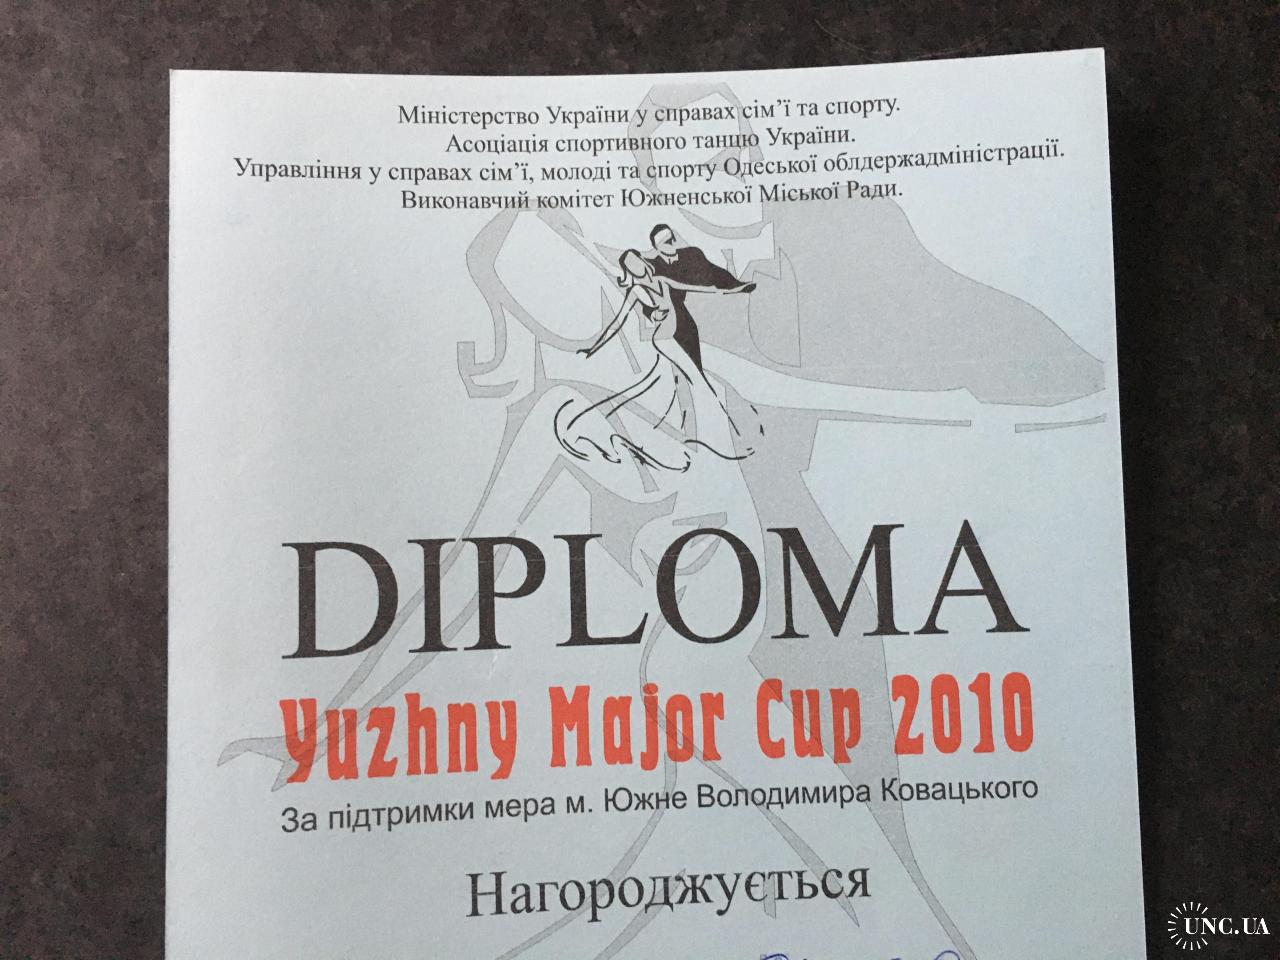 Міністерство України у справах сім’ї та спорту.
Асоціація спортивного танцю України.
Управління у справах сім’ї, молоді та спорту Одеської облдержадміністрації.
Виконавчий комітет Южненської Міської Ради.
DIPLOMA
Yuzhny Major Cup 2010
За підтримки мера м. Южне Володимира Ковацького
Нагороджується
UNC.UA